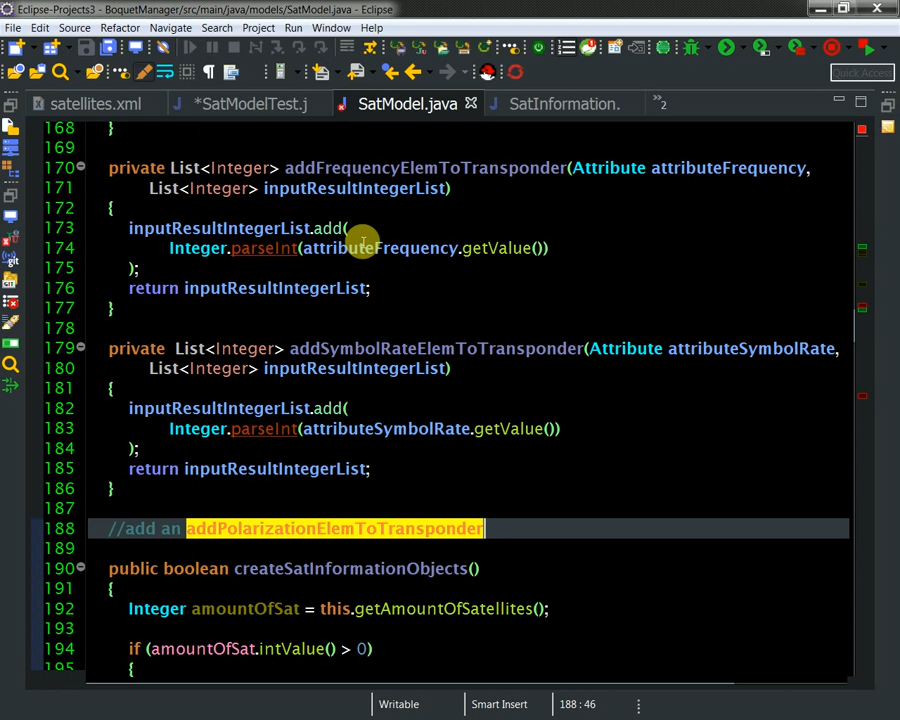 Eclipse-Projects3 - BoquetManager/src/main/java/models/SatModel.java - Eclipse
File Edit Source Refactor Navigate Search Project Run Window Help
Quick Access
satellites.xml *SatModelTest.j SatModel.java SatInformation. »2
168 }
169
170 private List<Integer> addFrequencyElemToTransponder(Attribute attributeFrequency,
171 List<Integer> inputResultIntegerList)
172 {
173 inputResultIntegerList.add(
174 Integer.parseInt(attributeFrequency.getValue())
175 );
176 return inputResultIntegerList;
177 }
178
179 private List<Integer> addSymbolRateElemToTransponder(Attribute attributeSymbolRate,
180 List<Integer> inputResultIntegerList)
181 {
182 inputResultIntegerList.add(
183 Integer.parseInt(attributeSymbolRate.getValue())
184 );
185 return inputResultIntegerList;
186 }
187
188 //add an addPolarizationElemToTransponder
189
190 public boolean createSatInformationObjects()
191 {
192 Integer amountOfSat = this.getAmountOfSatellites();
193
194 if (amountOfSat.intValue() > 0)
195 {
Writable Smart Insert 188 : 46